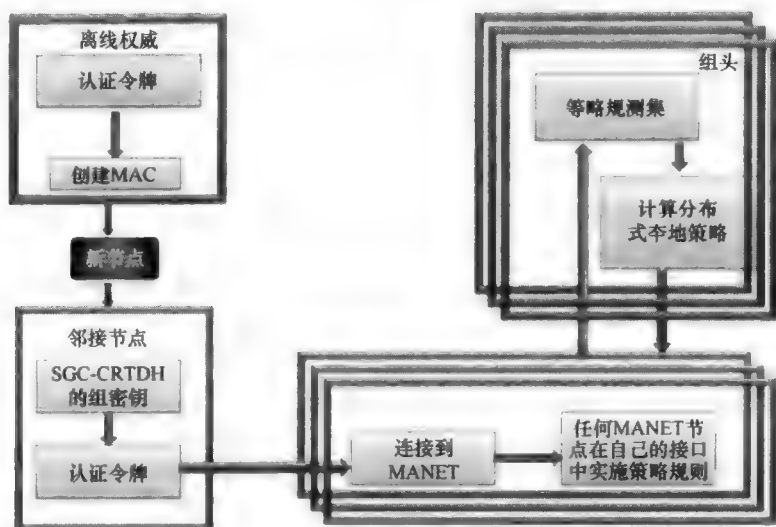 离线权威
认证令牌
创建MAC
新节点
邻接节点
SGC-CRTDH
的组密钥
认证令牌
组头
等略规测集
计算分布
式本地策略
连接到
MANET
任何MANET节
点在自己的接口
中实施策略规则